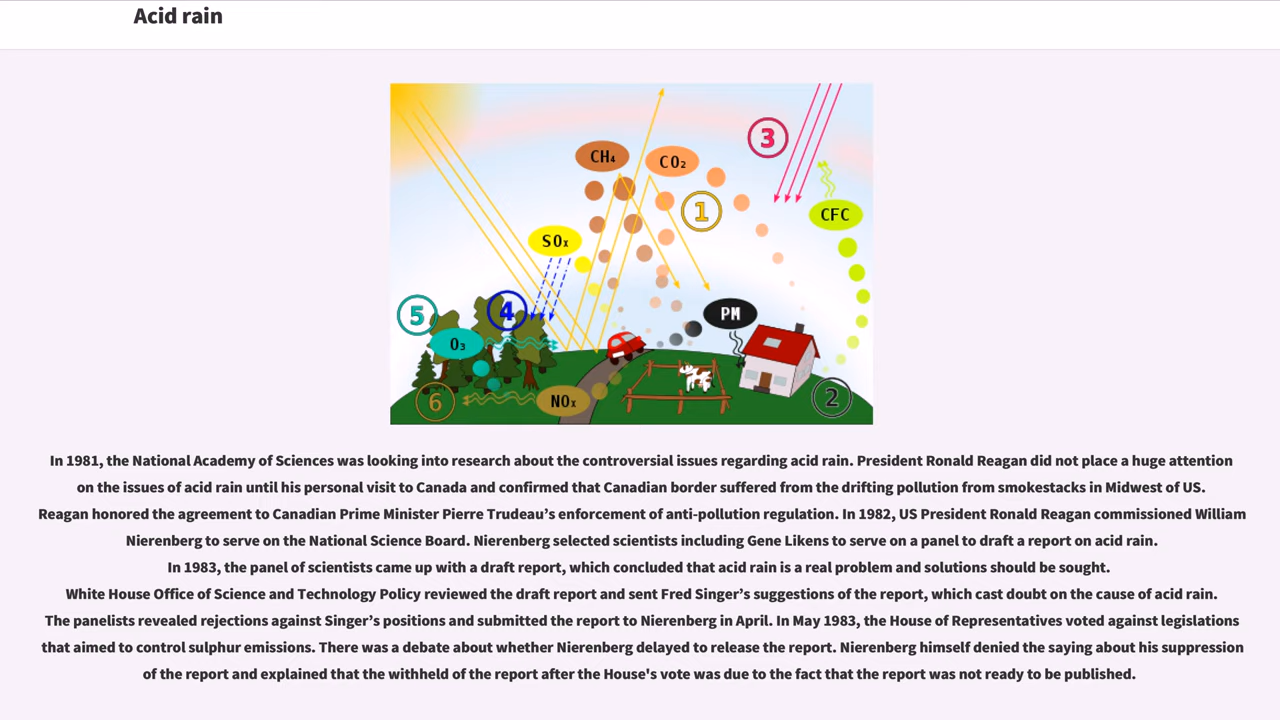 Acid rain
3
CH₄
CO₂
1
CFC
SOₓ
5
4
PM
O₃
6
NOₓ
2
In 1981, the National Academy of Sciences was looking into research about the controversial issues regarding acid rain. President Ronald Reagan did not place a huge attention
on the issues of acid rain until his personal visit to Canada and confirmed that Canadian border suffered from the drifting pollution from smokestacks in Midwest of US.
Reagan honored the agreement to Canadian Prime Minister Pierre Trudeau’s enforcement of anti-pollution regulation. In 1982, US President Ronald Reagan commissioned William
Nierenberg to serve on the National Science Board. Nierenberg selected scientists including Gene Likens to serve on a panel to draft a report on acid rain.
In 1983, the panel of scientists came up with a draft report, which concluded that acid rain is a real problem and solutions should be sought.
White House Office of Science and Technology Policy reviewed the draft report and sent Fred Singer’s suggestions of the report, which cast doubt on the cause of acid rain.
The panelists revealed rejections against Singer’s positions and submitted the report to Nierenberg in April. In May 1983, the House of Representatives voted against legislations
that aimed to control sulphur emissions. There was a debate about whether Nierenberg delayed to release the report. Nierenberg himself denied the saying about his suppression
of the report and explained that the withheld of the report after the House's vote was due to the fact that the report was not ready to be published.